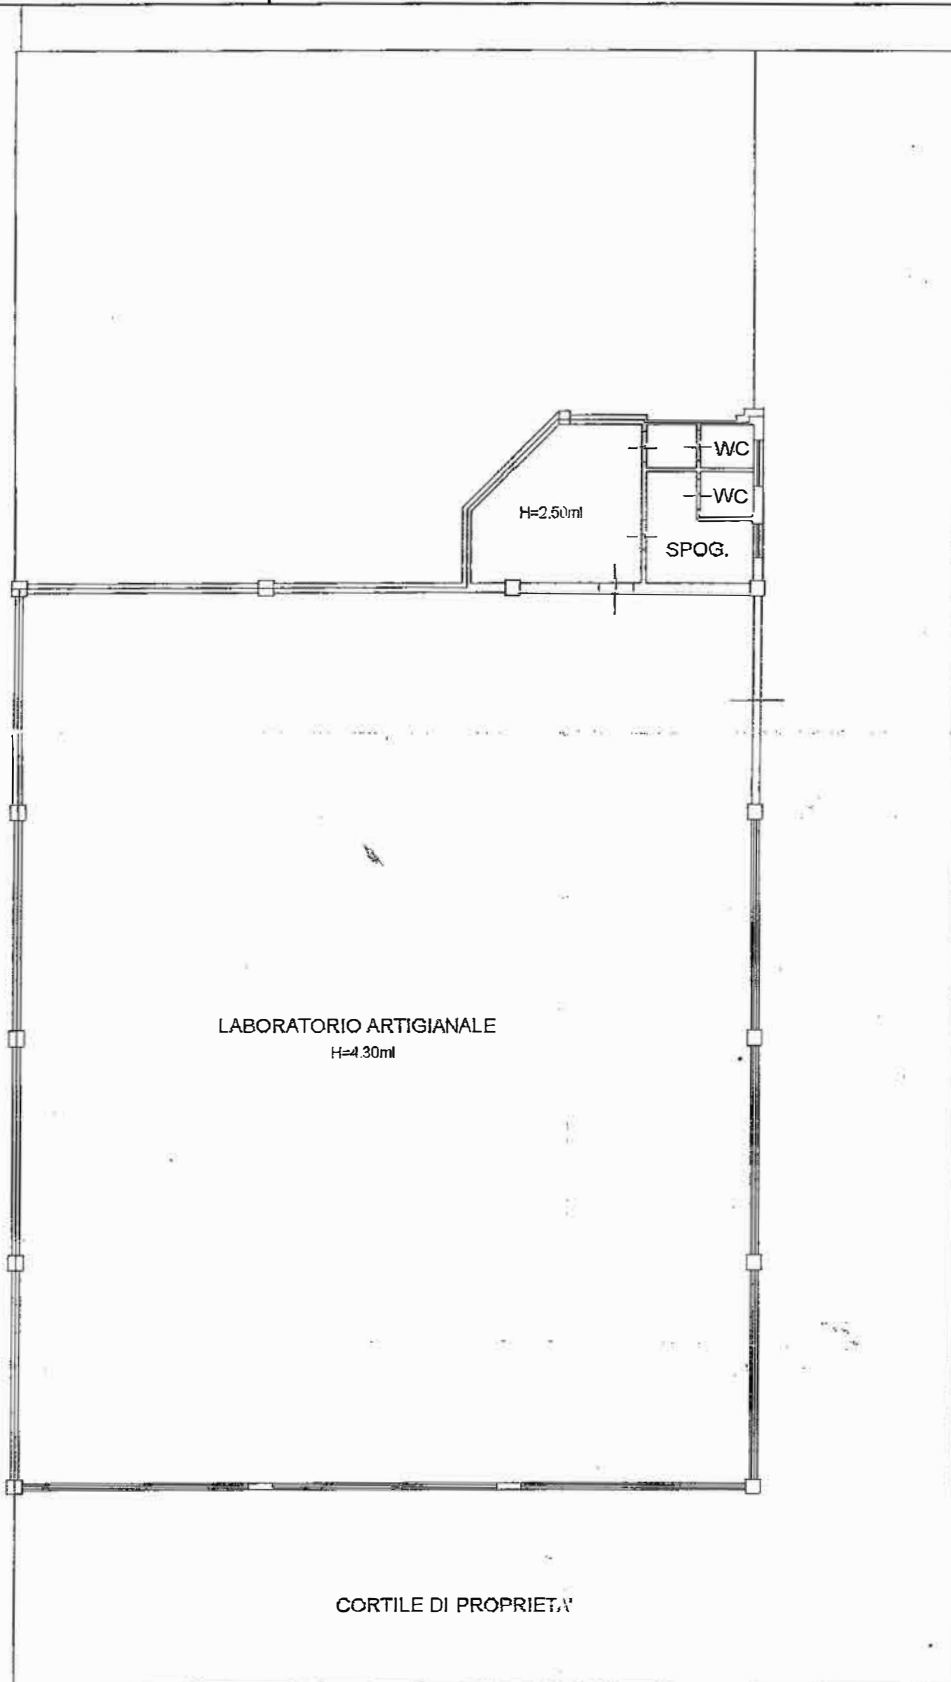 WC
WC
H=2.50ml
SPOG.
LABORATORIO ARTIGIANALE
H=4.30ml
CORTILE DI PROPRIETA'